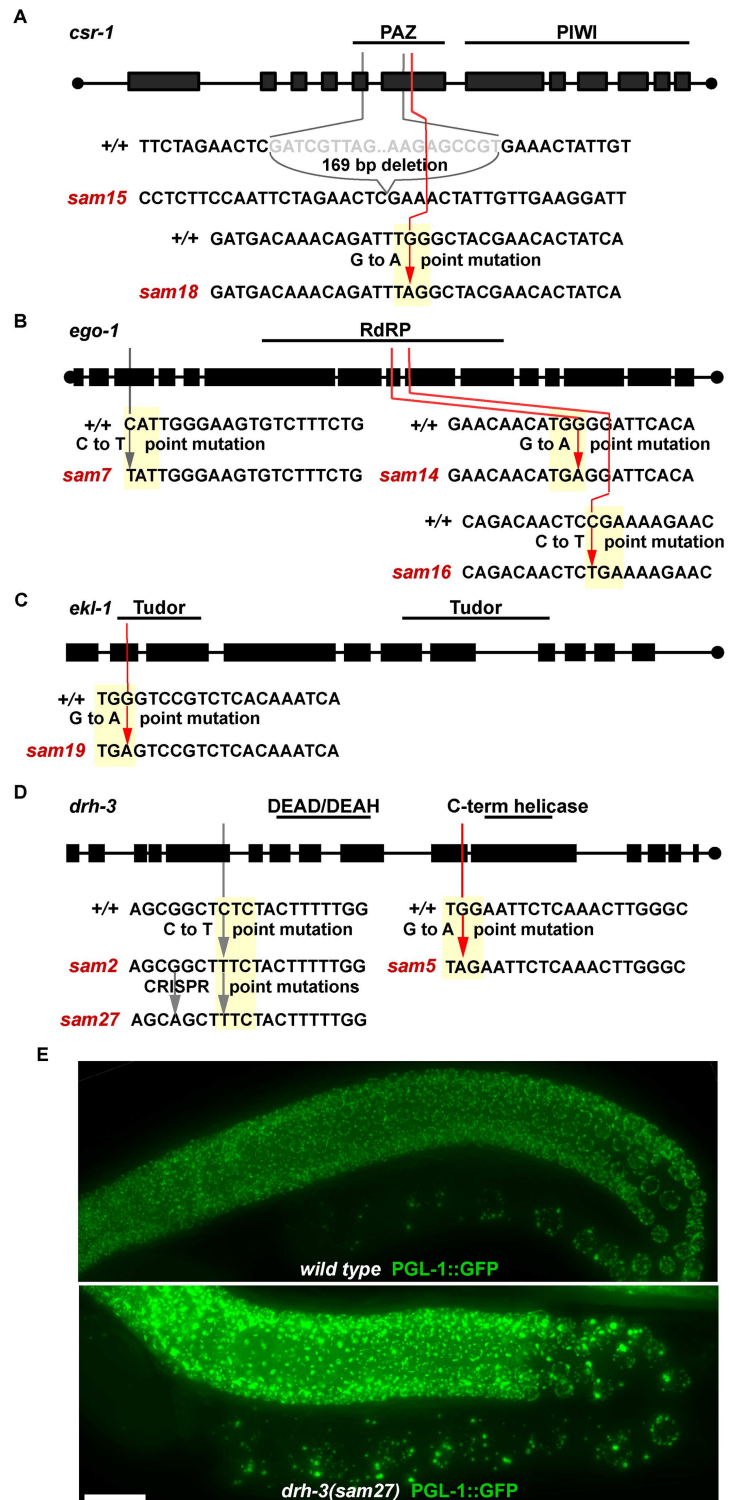 A
csr-1 PAZ PIWI
+/+ TTCTAGAACTCGATCGTTAG..AAGAGCCGTGAAACTATTGT
169 bp deletion
sam15 CCTCTTCCAATTCTAGAACTCGAAACTATTGTTGAAGGATT
+/+ GATGACAAACAGATTTGGGCTACGAACACTATCA
G to A point mutation
sam18 GATGACAAACAGATTTAGGCTACGAACACTATCA
B
ego-1 RdRP
+/+ CATTGGGAAGTGTCTTTCTG
C to T point mutation
sam7 TATTGGGAAGTGTCTTTCTG
+/+ GAACAACATGGGGATTCACA
G to A point mutation
sam14 GAACAACATGAGGATTCACA
+/+ CAGACAACTCCGAAAAGAAC
C to T point mutation
sam16 CAGACAACTCTGAAAAGAAC
C
ekl-1 Tudor Tudor
+/+ TGGGTCCGTCTCACAAATCA
G to A point mutation
sam19 TGAGTCCGTCTCACAAATCA
D
drh-3 DEAD/DEAH C-term helicase
+/+ AGCGGCTCTCTACTTTTTGG
C to T point mutation
sam2 AGCGGCTTTCTACTTTTTGG
CRISPR point mutations
sam27 AGCAGCTTTCTACTTTTTGG
+/+ TGGAATTCTCAAACTTGGGC
G to A point mutation
sam5 TAGAATTCTCAAACTTGGGC
E
wild type PGL-1::GFP
drh-3(sam27) PGL-1::GFP